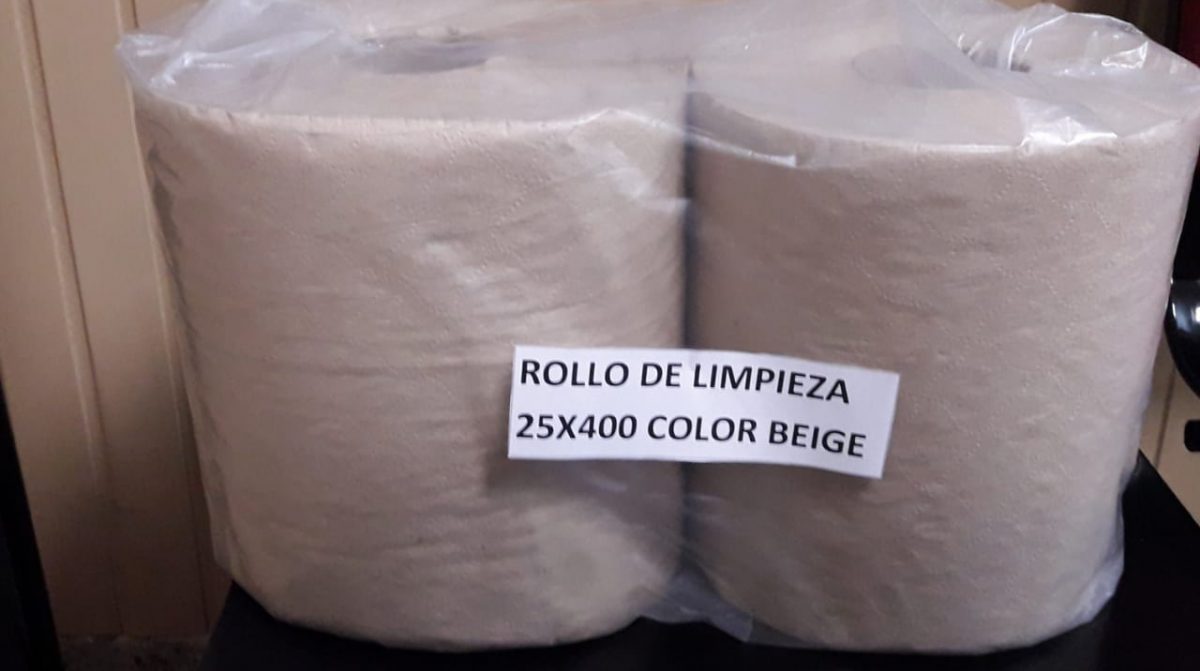 ROLLO DE LIMPIEZA
25X400 COLOR BEIGE